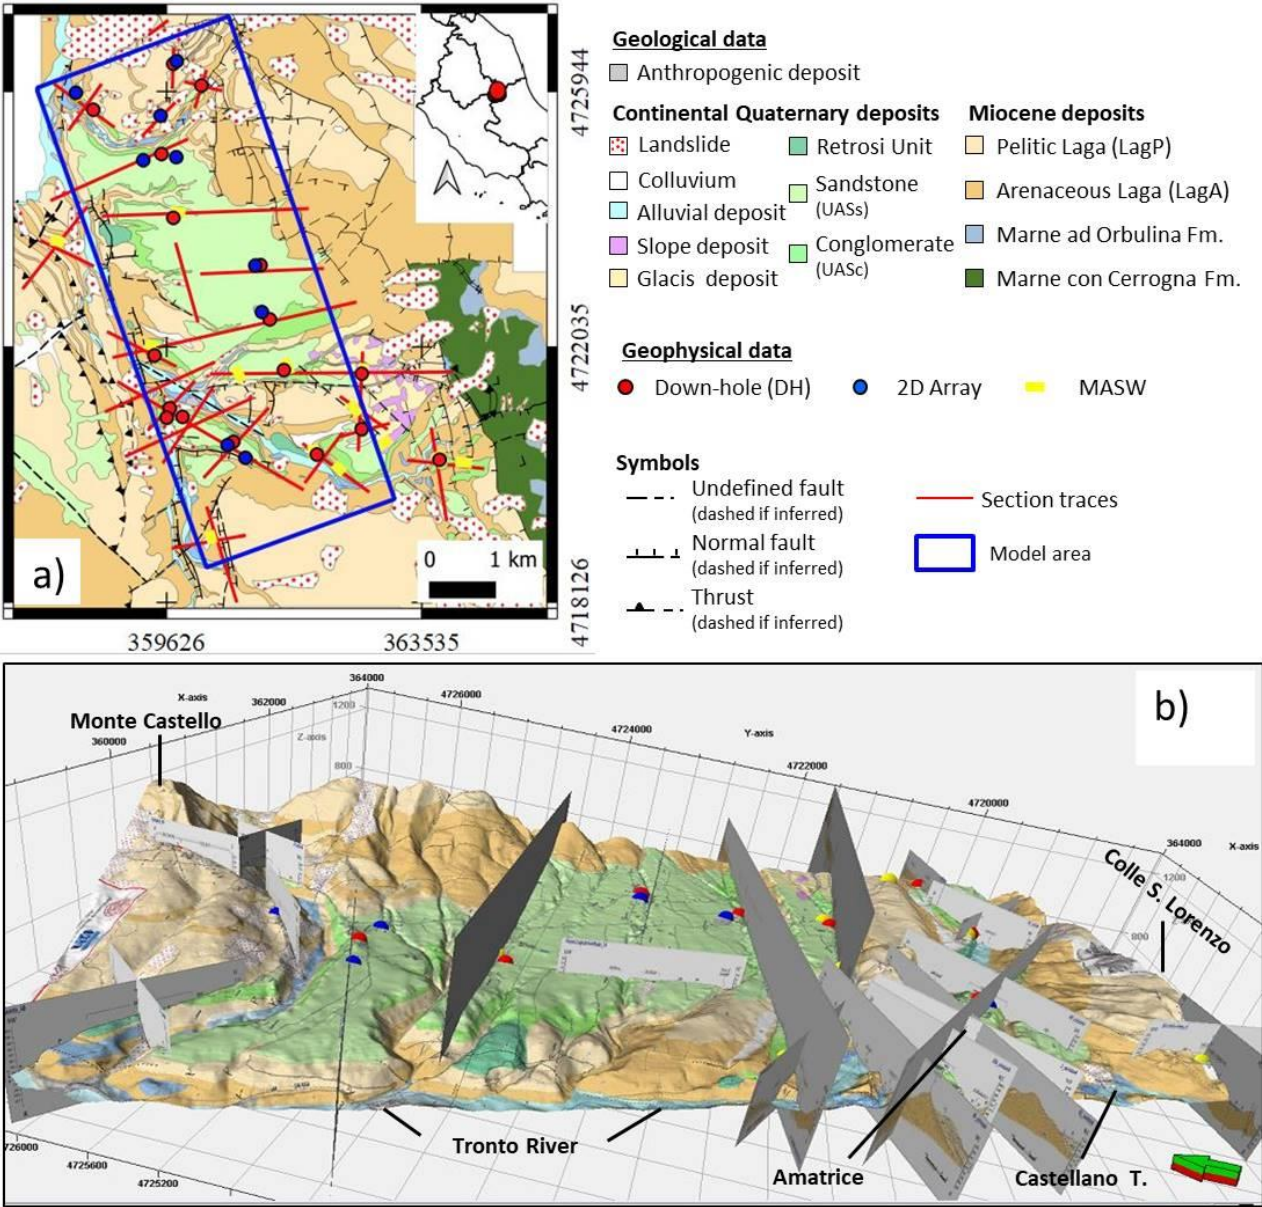 Geological data
Anthropogenic deposit
Continental Quaternary deposits
Miocene deposits
Landslide
Retrosi Unit
Pelitic Laga (LagP)
Colluvium
Sandstone
(UASs)
Arenaceous Laga (LagA)
Alluvial deposit
Slope deposit
Conglomerate
(UASc)
Marne ad Orbulina Fm.
Glacis deposit
Marne con Cerrogna Fm.
Geophysical data
Down-hole (DH)
2D Array
MASW
Symbols
Undefined fault
(dashed if inferred)
Section traces
Normal fault
(dashed if inferred)
Model area
Thrust
(dashed if inferred)
4725944
4722035
4718126
a)
0 1 km
359626
363535
b)
364000
X-axis
362000
1200
4726000
Monte Castello
360000
Z-axis
800
4724000
Y-axis
4722000
4720000
364000
X-axis
1200
Colle S. Lorenzo
800
Tronto River
Amatrice
Castellano T.
726000
4725600
4725200